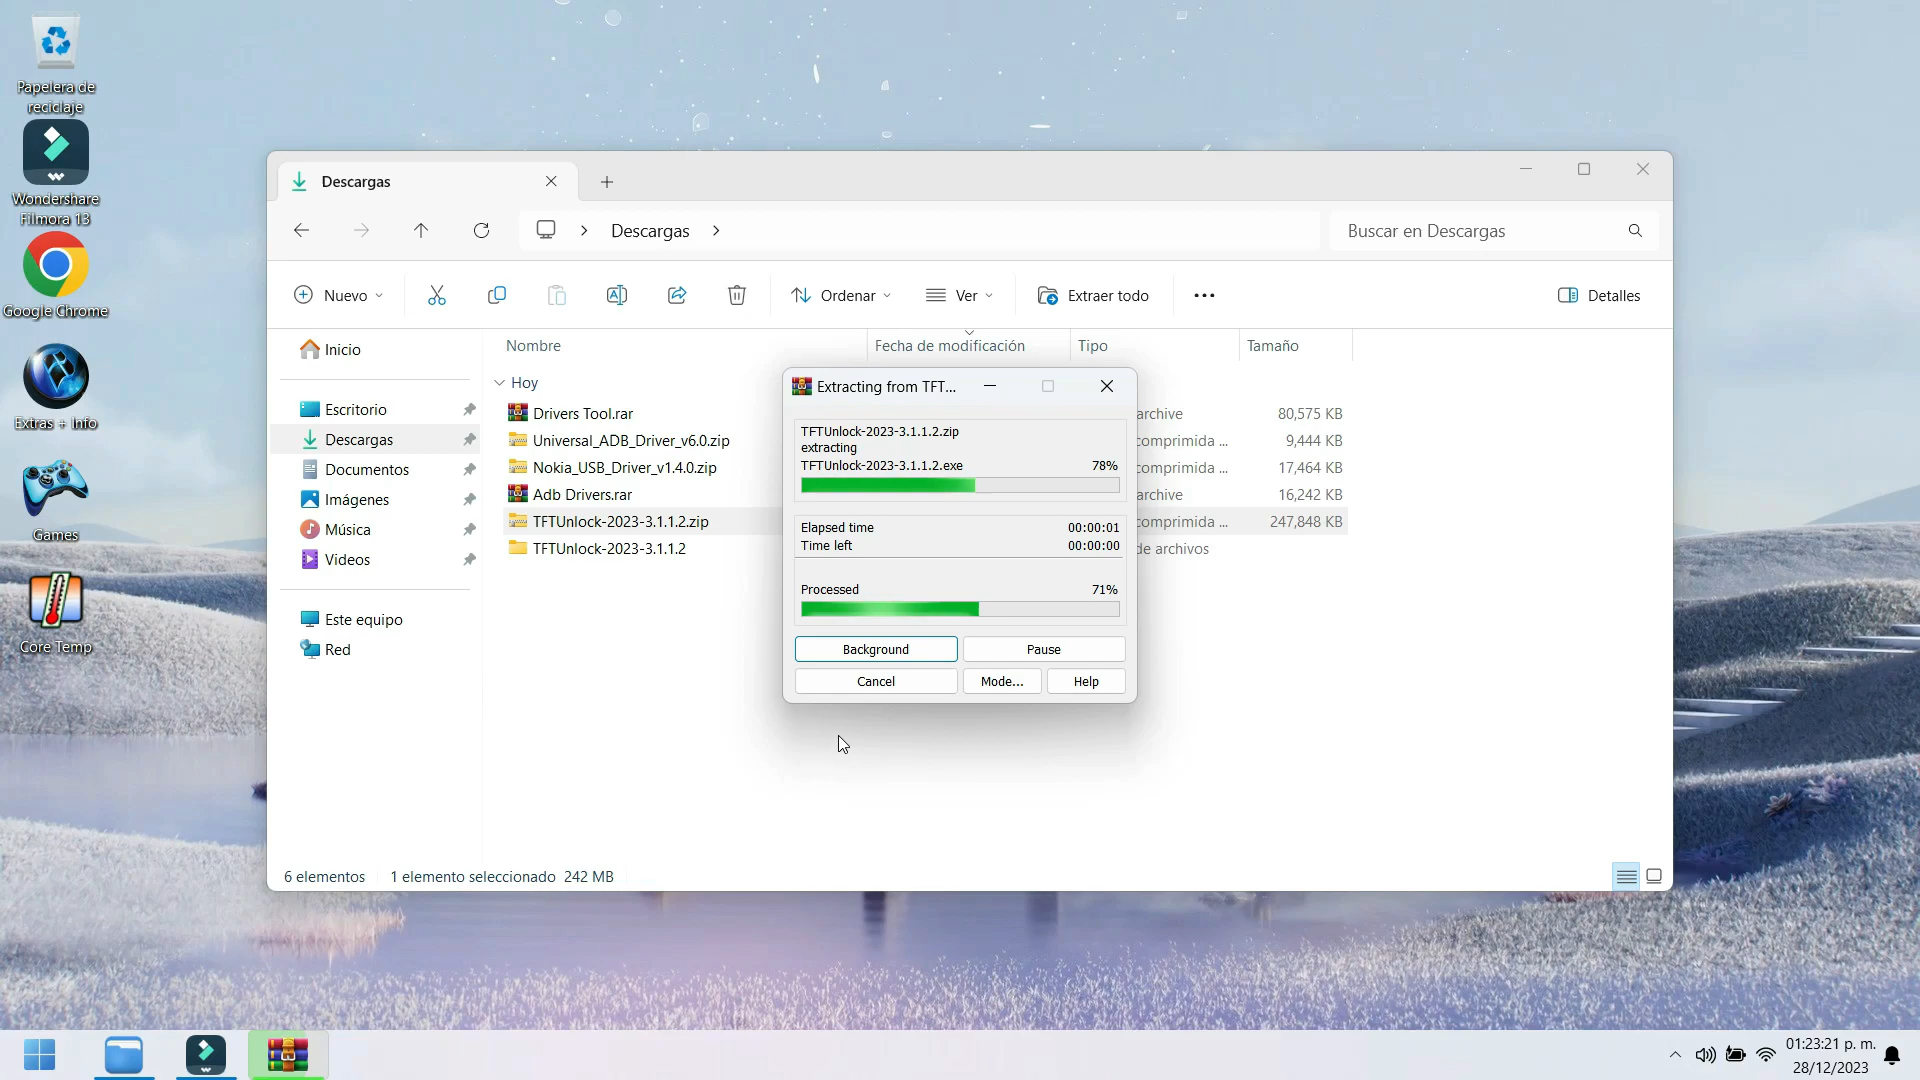 Papelera de
reciclaje
Wondershare
Filmora 13
Google Chrome
Extras + Info
Games
Core Temp
Descargas
Descargas
Buscar en Descargas
Nuevo
Ordenar
Ver
Extraer todo
Detalles
Inicio
Escritorio
Descargas
Documentos
Imágenes
Música
Videos
Este equipo
Red
Nombre Fecha de modificación Tipo Tamaño
Hoy
Drivers Tool.rar archive 80,575 KB
Universal_ADB_Driver_v6.0.zip comprimida ... 9,444 KB
Nokia_USB_Driver_v1.4.0.zip comprimida ... 17,464 KB
Adb Drivers.rar archive 16,242 KB
TFTUnlock-2023-3.1.1.2.zip comprimida ... 247,848 KB
TFTUnlock-2023-3.1.1.2 de archivos
Extracting from TFT...
TFTUnlock-2023-3.1.1.2.zip
extracting
TFTUnlock-2023-3.1.1.2.exe 78%
Elapsed time 00:00:01
Time left 00:00:00
Processed 71%
Background Pause
Cancel Mode... Help
6 elementos 1 elemento seleccionado 242 MB
01:23:21 p. m.
28/12/2023